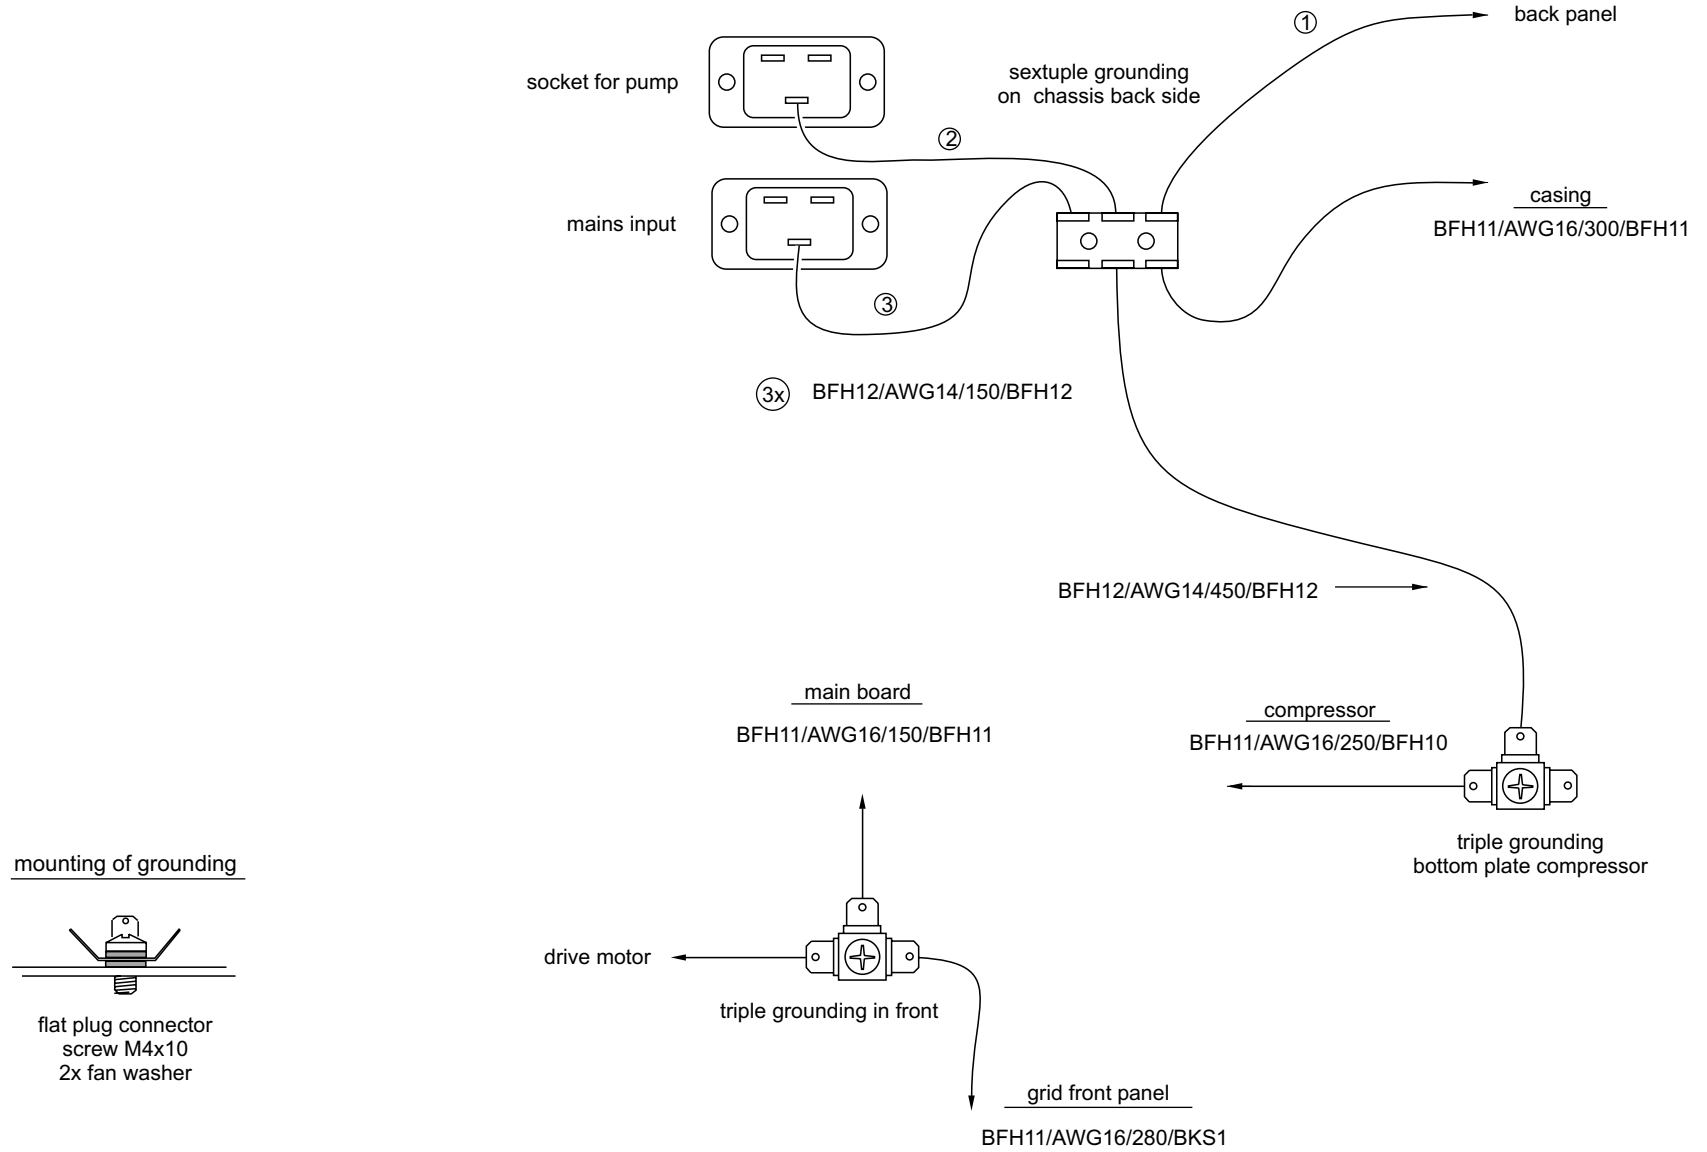 1
back panel
socket for pump
sextuple grounding
on chassis back side
2
casing
BFH11/AWG16/300/BFH11
mains input
3
3x BFH12/AWG14/150/BFH12
BFH12/AWG14/450/BFH12
main board
BFH11/AWG16/150/BFH11
compressor
BFH11/AWG16/250/BFH10
triple grounding
bottom plate compressor
mounting of grounding
drive motor
triple grounding in front
flat plug connector
screw M4x10
2x fan washer
grid front panel
BFH11/AWG16/280/BKS1